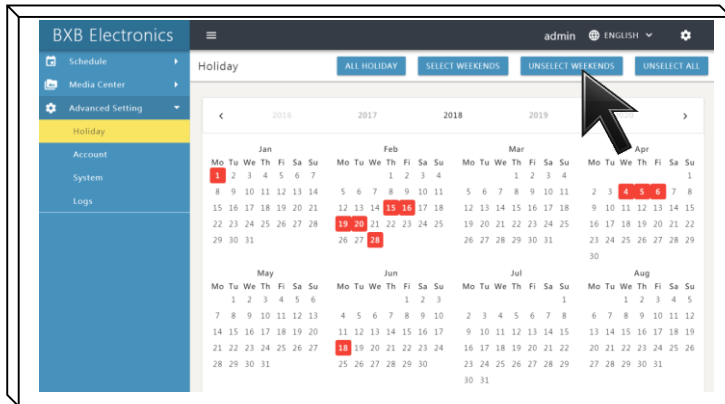 BXB Electronics
admin ENGLISH
Schedule
Media Center
Advanced Setting
Holiday
Account
System
Logs
Holiday ALL HOLIDAY SELECT WEEKENDS UNSELECT WEEKENDS UNSELECT ALL
2016 2017 2018 2019 2020
Jan Feb Mar Apr
Mo Tu We Th Fi Sa Su Mo Tu We Th Fi Sa Su Mo Tu We Th Fi Sa Su Mo Tu We Th Fi Sa Su
1 2 3 4 5 6 7 1 2 3 4 1 2 3 4 1
8 9 10 11 12 13 14 5 6 7 8 9 10 11 5 6 7 8 9 10 11 2 3 4 5 6 7 8
15 16 17 18 19 20 21 12 13 14 15 16 17 18 12 13 14 15 16 17 18 9 10 11 12 13 14 15
22 23 24 25 26 27 28 19 20 21 22 23 24 25 19 20 21 22 23 24 25 16 17 18 19 20 21 22
29 30 31 26 27 28 26 27 28 29 30 31 23 24 25 26 27 28 29
30
May Jun Jul Aug
Mo Tu We Th Fi Sa Su Mo Tu We Th Fi Sa Su Mo Tu We Th Fi Sa Su Mo Tu We Th Fi Sa Su
1 2 3 4 5 6 1 2 3 1 1 2 3 4 5
7 8 9 10 11 12 13 4 5 6 7 8 9 10 2 3 4 5 6 7 8 6 7 8 9 10 11 12
14 15 16 17 18 19 20 11 12 13 14 15 16 17 9 10 11 12 13 14 15 13 14 15 16 17 18 19
21 22 23 24 25 26 27 18 19 20 21 22 23 24 16 17 18 19 20 21 22 20 21 22 23 24 25 26
28 29 30 31 25 26 27 28 29 30 23 24 25 26 27 28 29 27 28 29 30 31
30 31